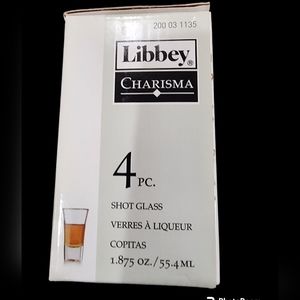 200 03 1135
Libbey®
CHARISMA
4 PC.
SHOT GLASS
VERRES À LIQUEUR
COPITAS
1.875 OZ./55.4 ML